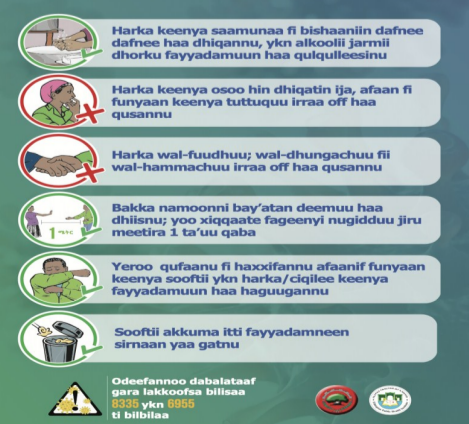 Harka keenya saamunaa fi bishaaniin dafnee
dafnee haa dhiqannu, ykn alkoolii jarmii
dhorku fayyadamuun haa qulqulleesinu
Harka keenya osoo hin dhiqatin ija, afaan fi
funyaan keenya tuttuquu irraa off haa
qusannu
Harka wal-fuudhuu; wal-dhungachuu fii
wal-hammachuu irraa off haa qusannu
Bakka namoonni bay'atan deemuu haa
dhiisnu; yoo xiqqaate fageenyi nugidduu jiru
meetira 1 ta'uu qaba
Yeroo qufaanu fi haxxifannu afaanif funyaan
keenya sooftii ykn harka/ciqilee keenya
fayyadamuun haa haguugannu
Sooftii akkuma itti fayyadamneen
sirnaan yaa gatnu
Odeefannoo dabalataaf
gara lakkoofsa bilisaa
8335 ykn 6955
ti bilbilaa